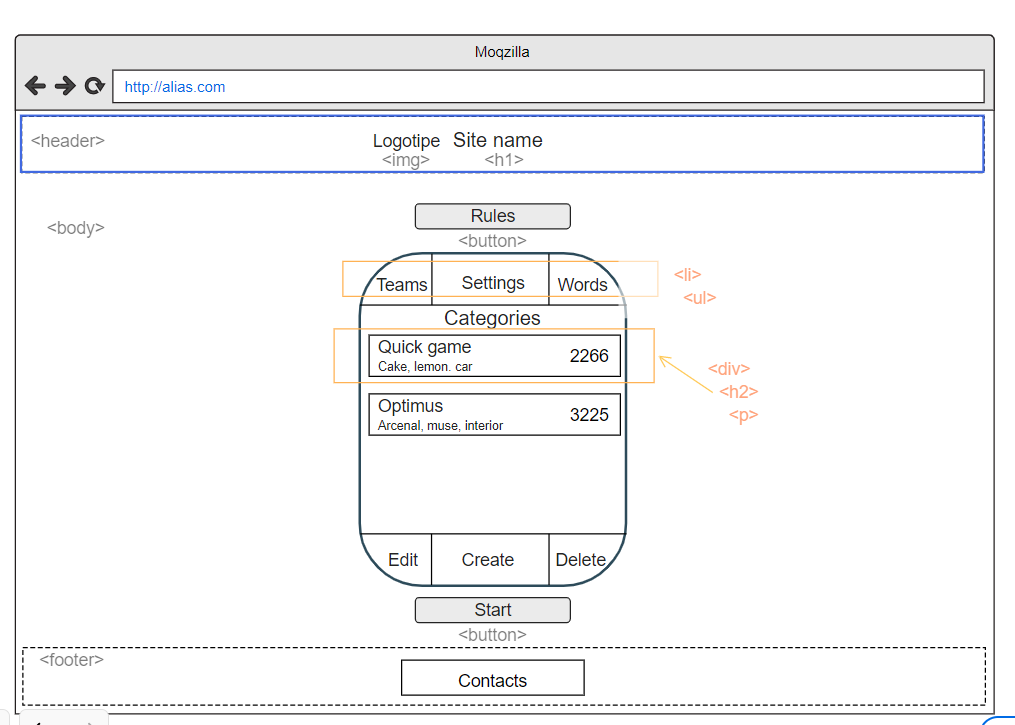 Moqzilla
http://alias.com
<header>
Logotipe Site name
<img> <h1>
<body>
Rules
<button>
Teams Settings Words
<li>
<ul>
Categories
Quick game 2266
Cake, lemon. car
<div>
<h2>
<p>
Optimus 3225
Arcenal, muse, interior
Edit Create Delete
Start
<button>
<footer>
Contacts